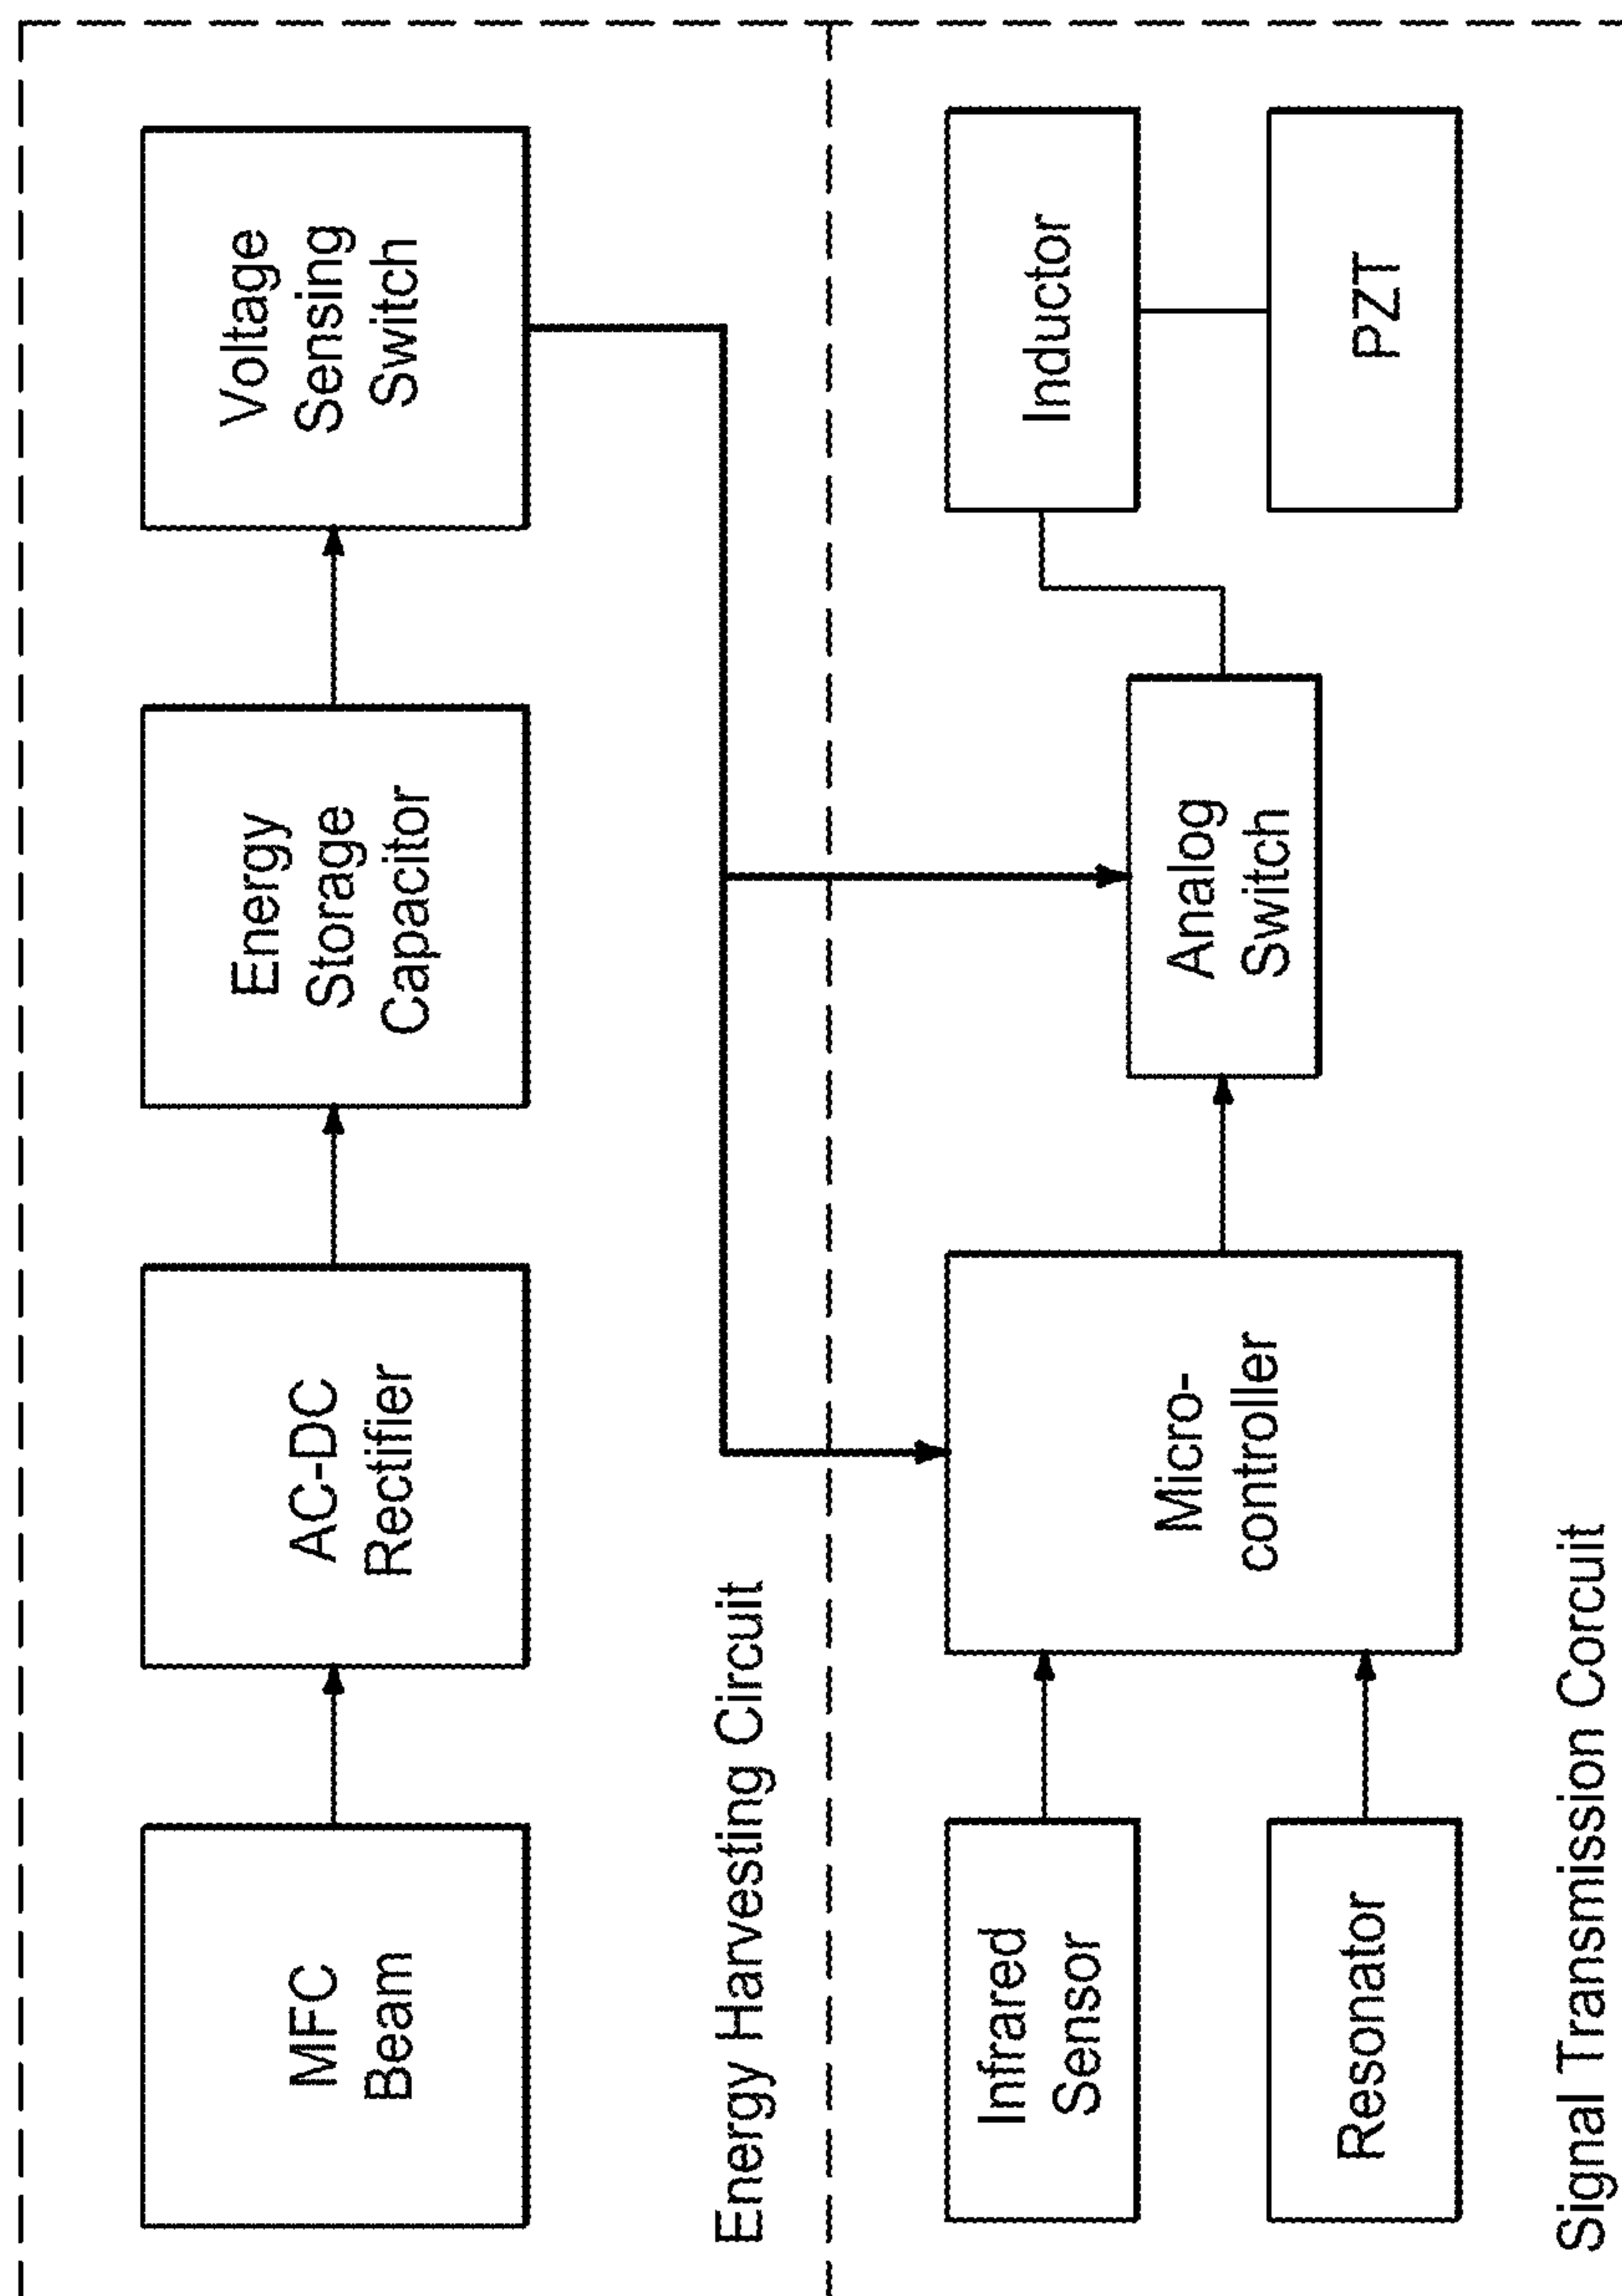 MFC
Beam
AC-DC
Rectifier
Energy
Storage
Capacitor
Voltage
Sensing
Switch
Energy Harvesting Circuit
Infrared
Sensor
Resonator
Micro-
controller
Analog
Switch
Inductor
PZT
Signal Transmission Corcuit